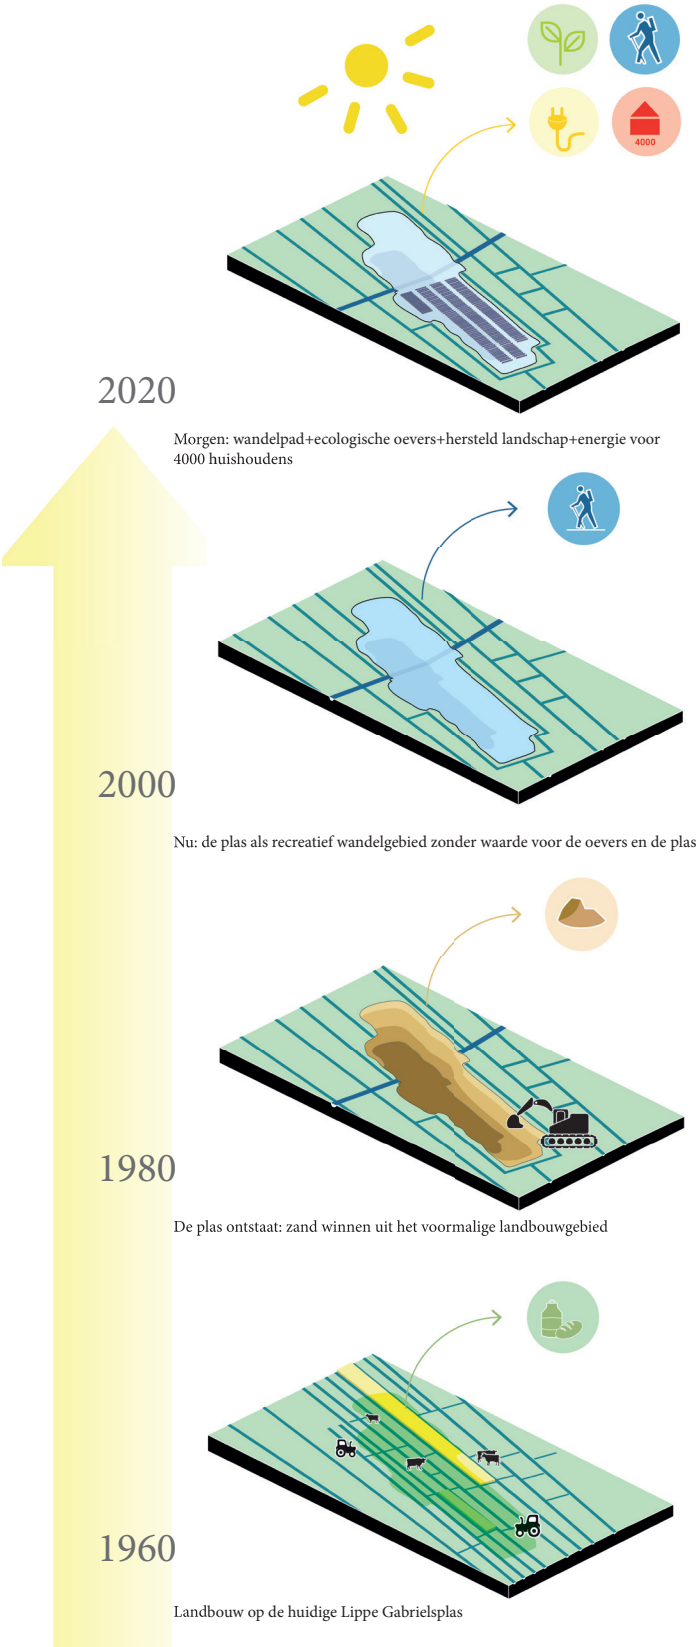 4000
2020
Morgen: wandelpad+ecologische oevers+hersteld landschap+energie voor
4000 huishoudens
2000
Nu: de plas als recreatief wandelgebied zonder waarde voor de oevers en de plas
1980
De plas ontstaat: zand winnen uit het voormalige landbouwgebied
1960
Landbouw op de huidige Lippe Gabrielsplas